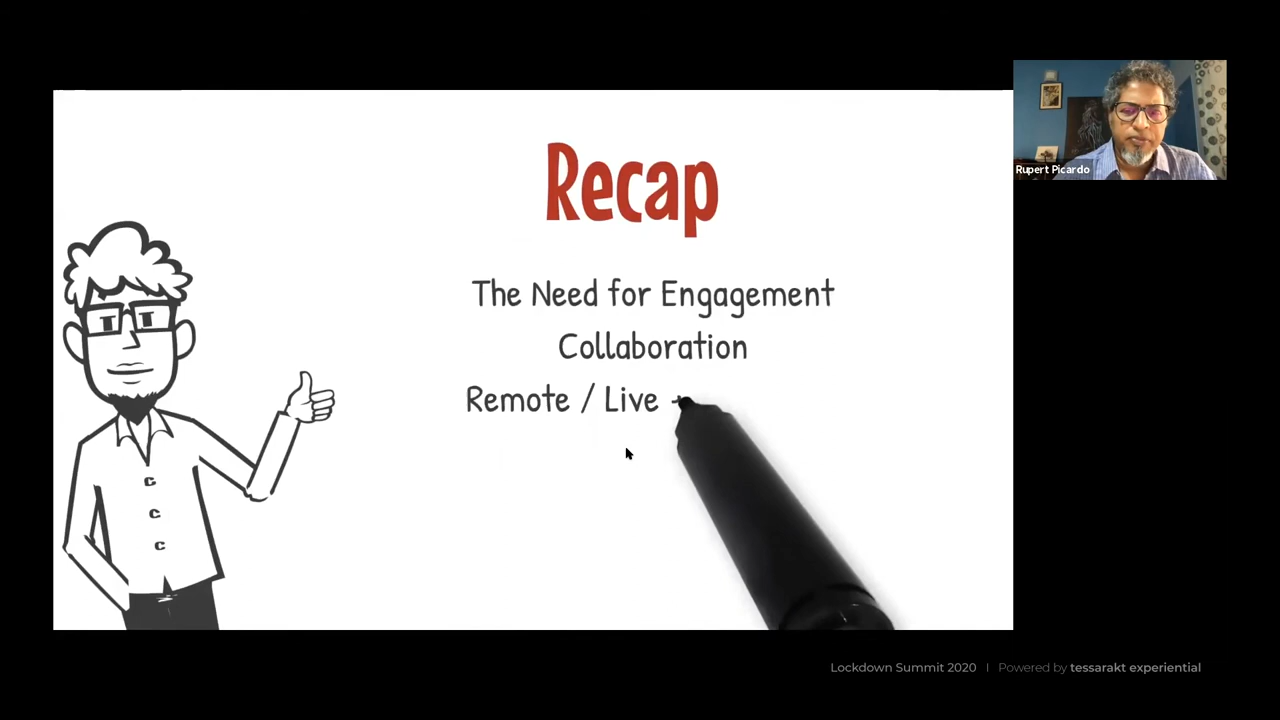 Recap
The Need for Engagement
Collaboration
Remote / Live
Rupert Picardo
Lockdown Summit 2020 | Powered by tessarakt experiential